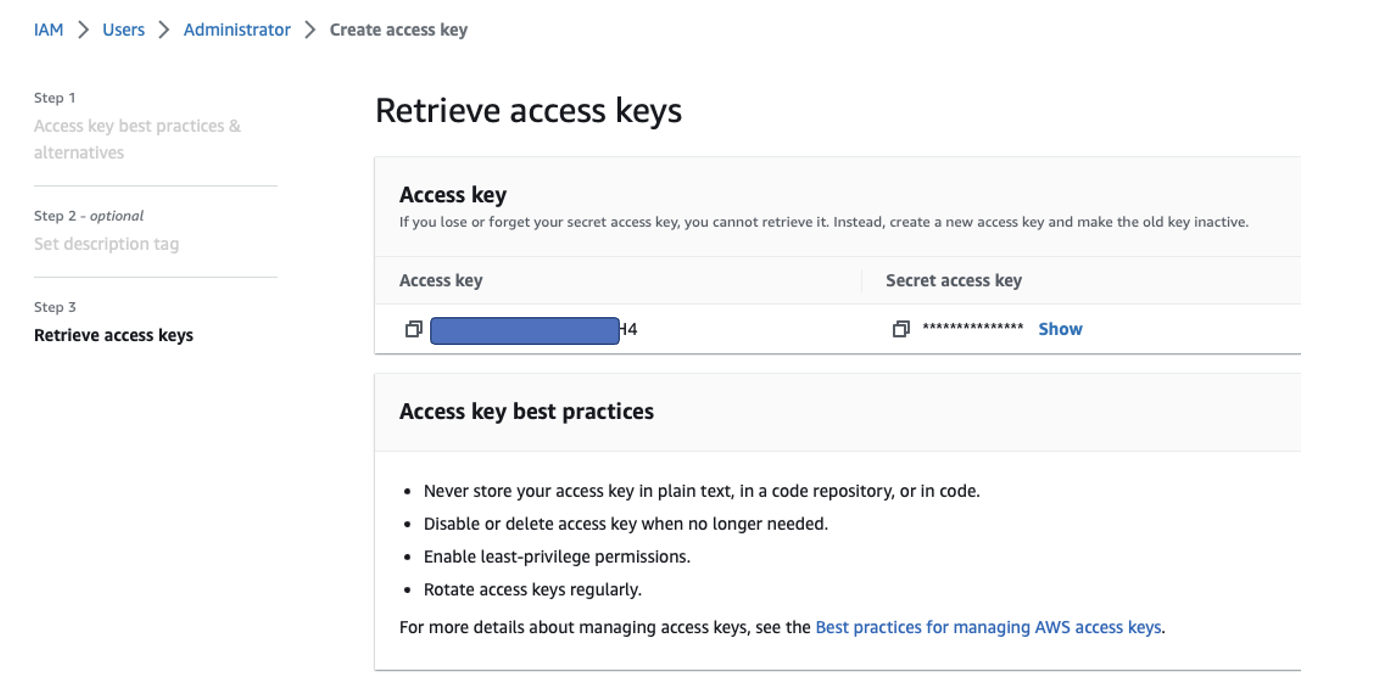 IAM > Users > Administrator > Create access key
Step 1
Access key best practices &
alternatives
Step 2 - optional
Set description tag
Step 3
Retrieve access keys
Retrieve access keys
Access key
If you lose or forget your secret access key, you cannot retrieve it. Instead, create a new access key and make the old key inactive.
Access key Secret access key
4 *************** Show
Access key best practices
• Never store your access key in plain text, in a code repository, or in code.
• Disable or delete access key when no longer needed.
• Enable least-privilege permissions.
• Rotate access keys regularly.
For more details about managing access keys, see the Best practices for managing AWS access keys.